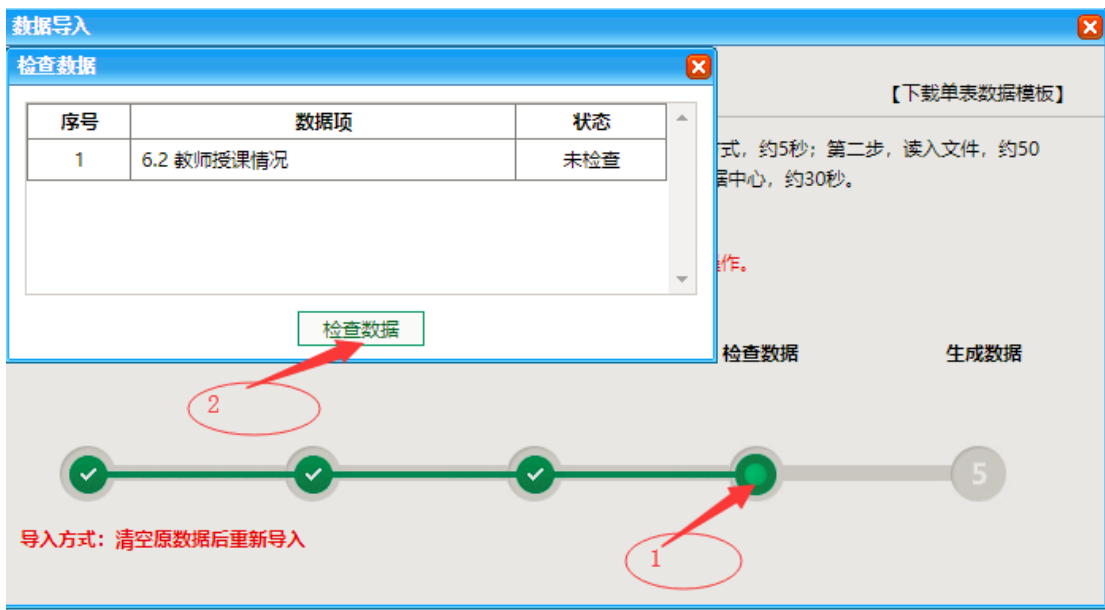 数据导入
检查数据
【下载单表数据模板】
序号 数据项 状态
1 6.2 教师授课情况 未检查
式，约5秒；第二步，读入文件，约50
据中心，约30秒。
操作。
检查数据
检查数据 生成数据
2
5
导入方式：清空原数据后重新导入
1